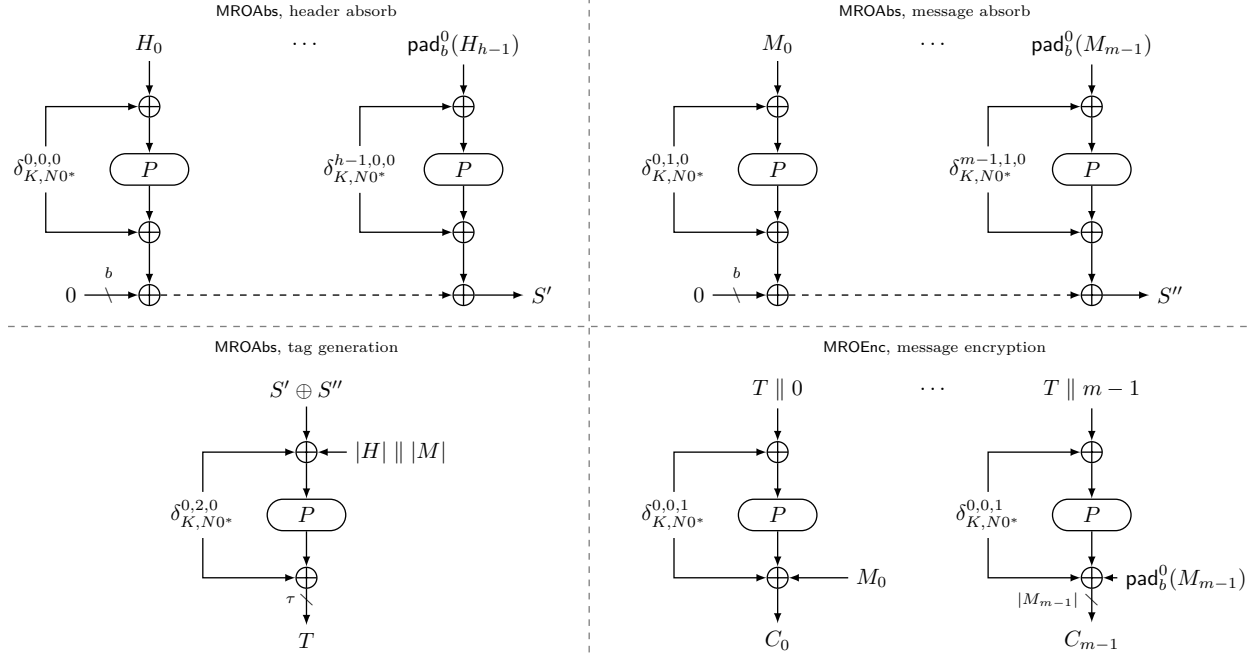 MROAbs, header absorb
H_0 ··· pad_b^0(H_{h−1})
δ_{K,N0*}^{0,0,0} P δ_{K,N0*}^{h−1,0,0} P
b
0 S′
MROAbs, message absorb
M_0 ··· pad_b^0(M_{m−1})
δ_{K,N0*}^{0,1,0} P δ_{K,N0*}^{m−1,1,0} P
b
0 S″
MROAbs, tag generation
S′ ⊕ S″
|H| ∥ |M|
δ_{K,N0*}^{0,2,0} P
τ
T
MROEnc, message encryption
T ∥ 0 ··· T ∥ m − 1
δ_{K,N0*}^{0,0,1} P δ_{K,N0*}^{0,0,1} P
M_0 pad_b^0(M_{m−1})
|M_{m−1}|
C_0 C_{m−1}